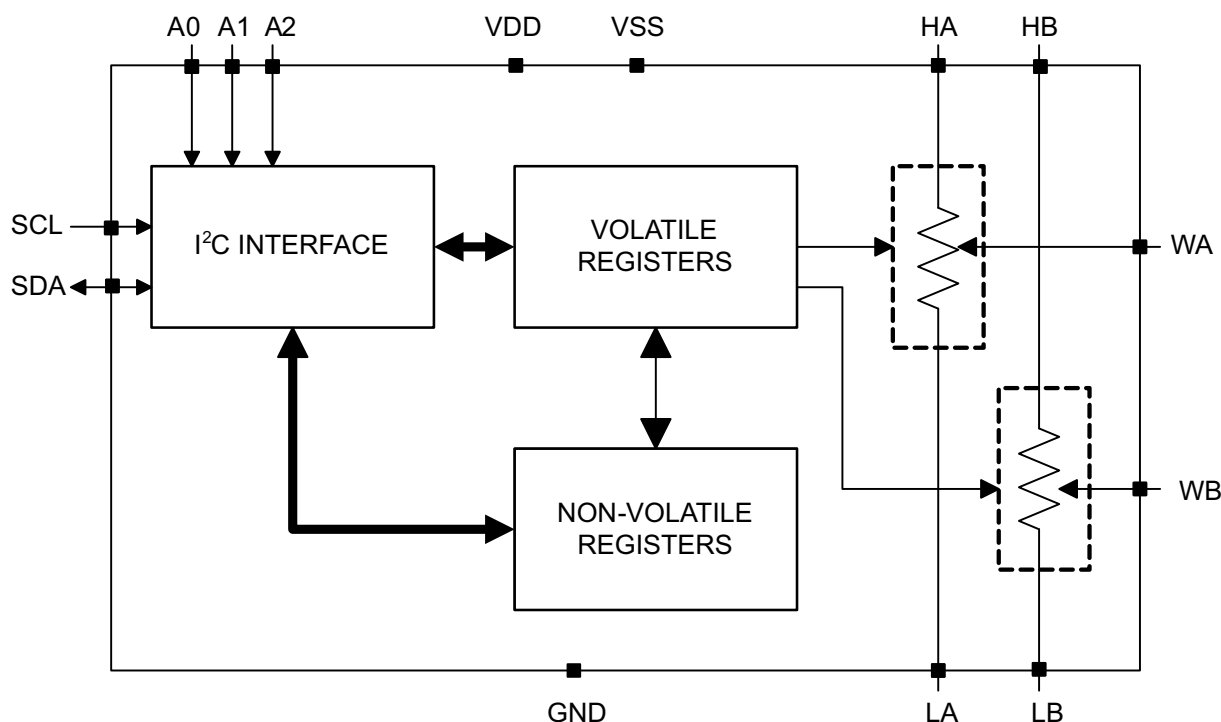 A0 A1 A2 VDD VSS HA HB
SCL
I²C INTERFACE
VOLATILE
REGISTERS
WA
SDA
NON-VOLATILE
REGISTERS
WB
GND LA LB